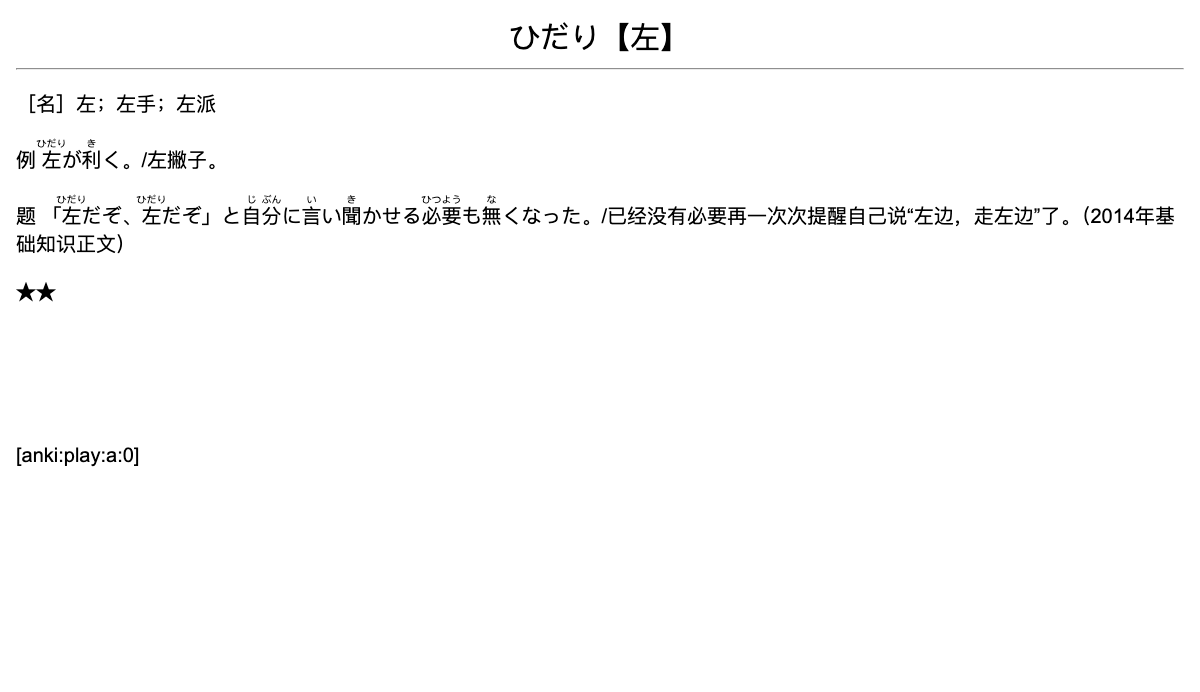 ひだり【左】
［名］左；左手；左派
ひだり き
例 左が利く。/左撇子。
ひだり ひだり じ ぶん い き ひつよう な
题 「左だぞ、左だぞ」と自分に言い聞かせる必要も無くなった。/已经没有必要再一次次提醒自己说“左边，走左边”了。（2014年基
础知识正文）
★★
[anki:play:a:0]